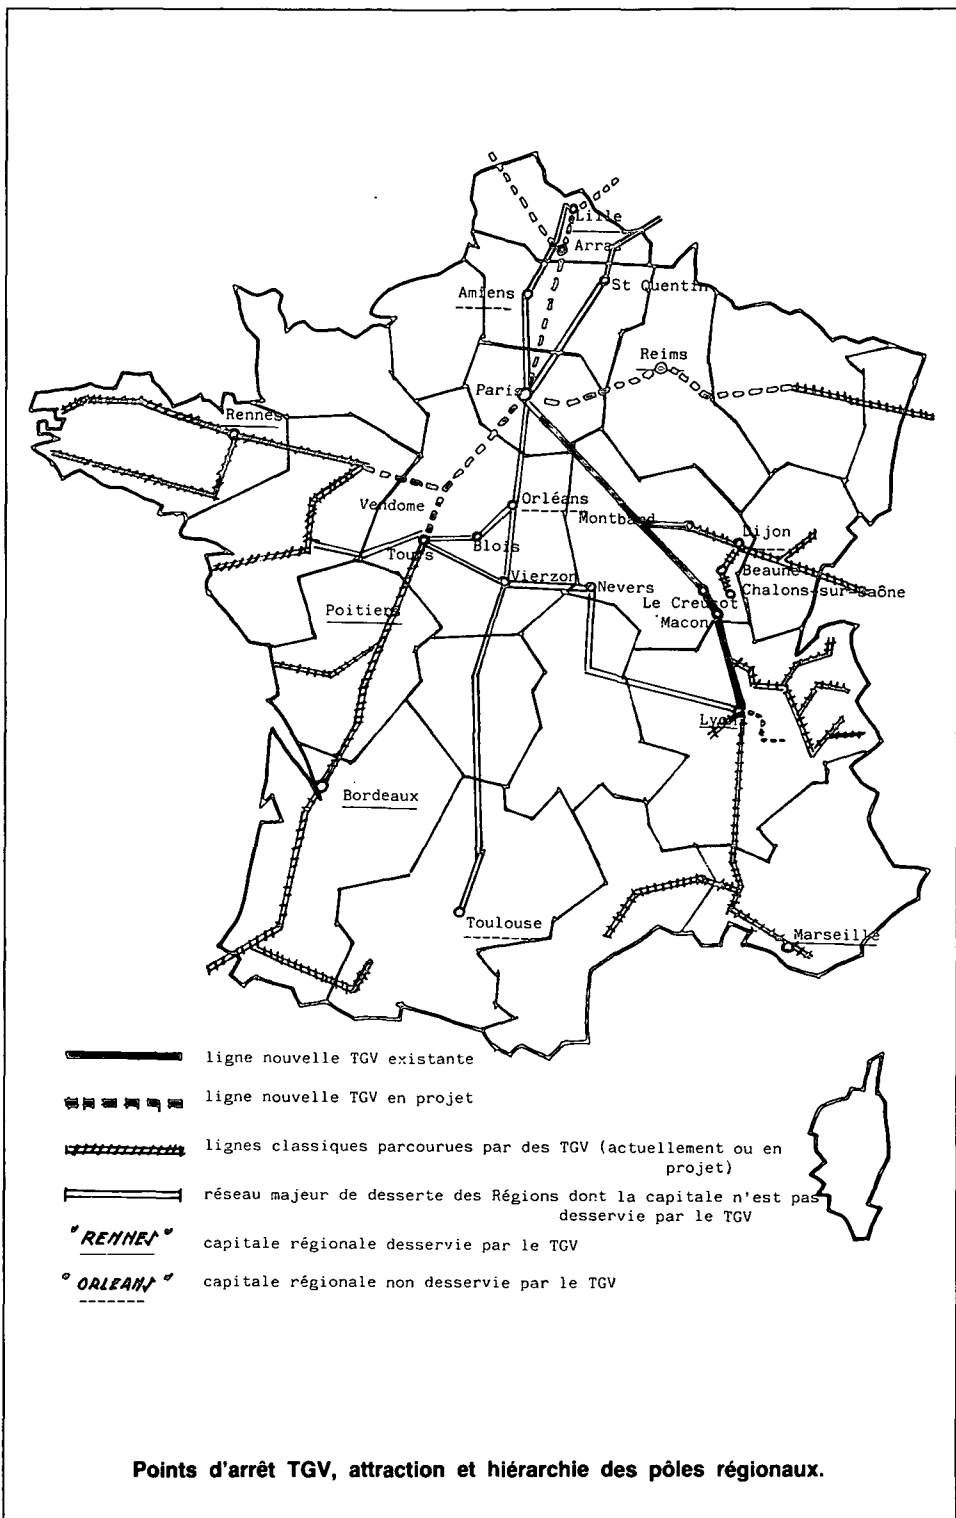 Lille
Arras
St Quentin
Amiens
Reims
Paris
Rennes
Vendome
Orléans
Montbard
Dijon
Tours
Blois
Beaune
Vierzon
Nevers
Chalons-sur-Saône
Le Creusot
Poitiers
Macon
Lyon
Bordeaux
Toulouse
Marseille
ligne nouvelle TGV existante
ligne nouvelle TGV en projet
lignes classiques parcourues par des TGV (actuellement ou en
projet)
réseau majeur de desserte des Régions dont la capitale n'est pas
desservie par le TGV
"RENNES" capitale régionale desservie par le TGV
"ORLEANS" capitale régionale non desservie par le TGV
Points d'arrêt TGV, attraction et hiérarchie des pôles régionaux.